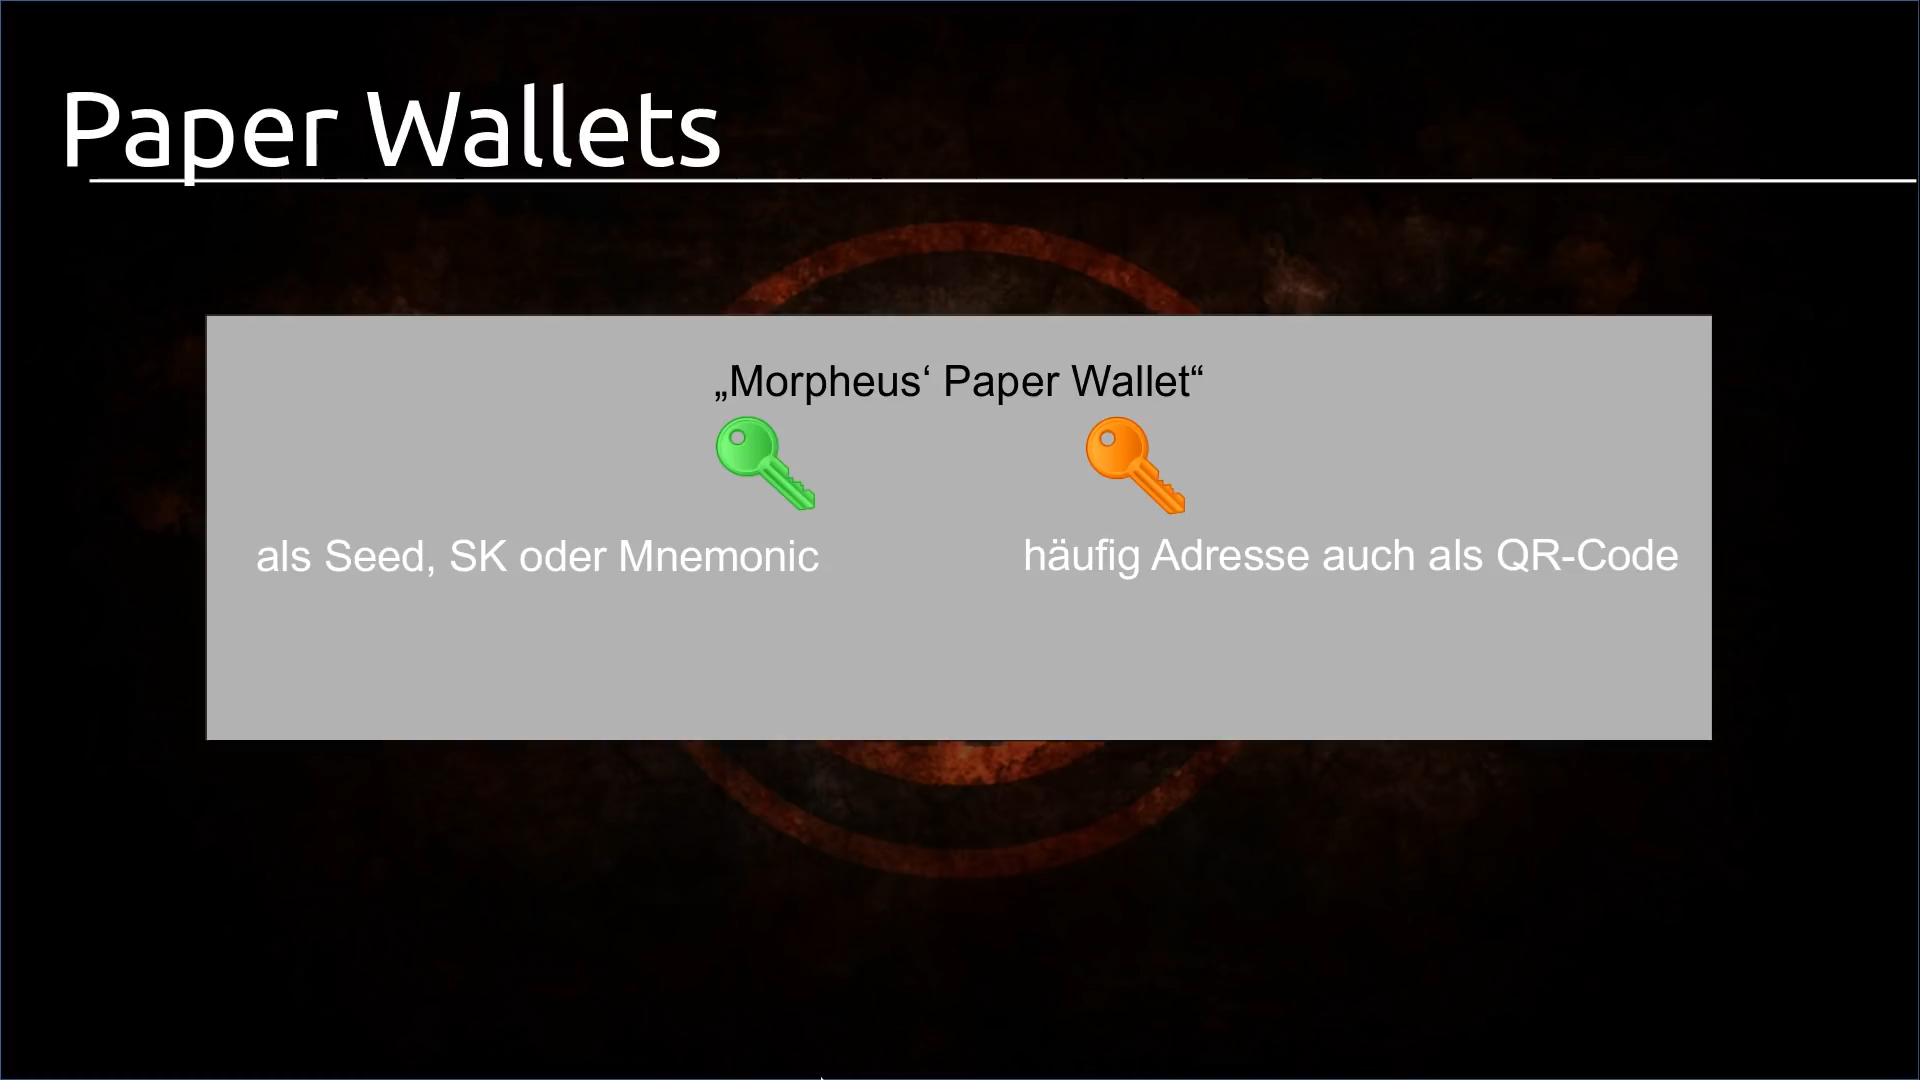 Paper Wallets
„Morpheus‘ Paper Wallet“
als Seed, SK oder Mnemonic
häufig Adresse auch als QR-Code